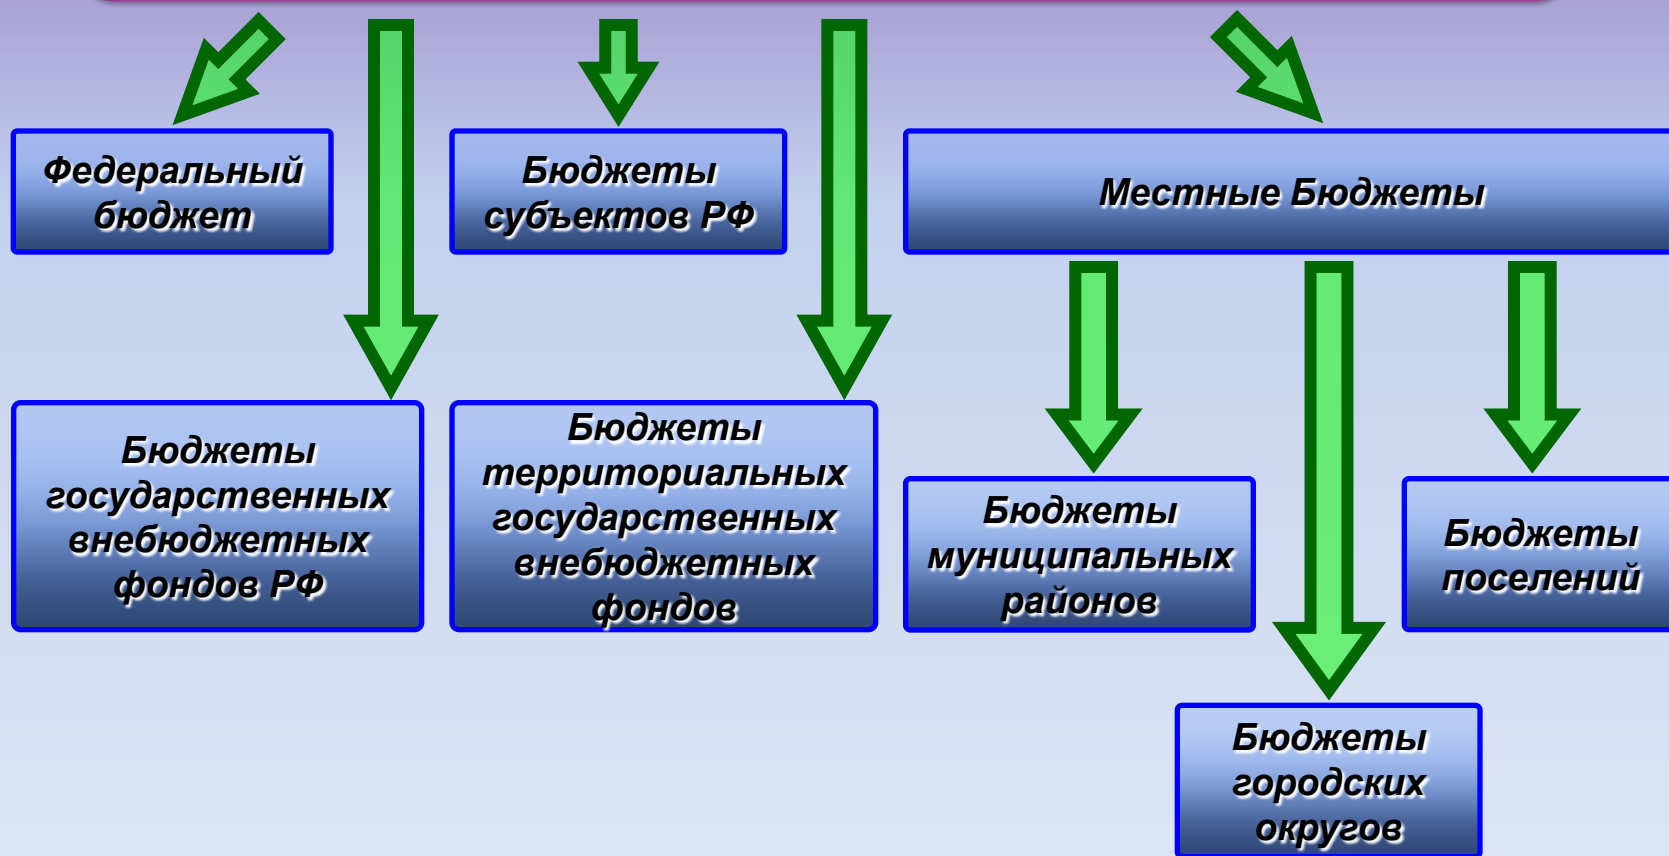 Федеральный
бюджет
Бюджеты
субъектов РФ
Местные Бюджеты
Бюджеты
государственных
внебюджетных
фондов РФ
Бюджеты
территориальных
государственных
внебюджетных
фондов
Бюджеты
муниципальных
районов
Бюджеты
поселений
Бюджеты
городских
округов